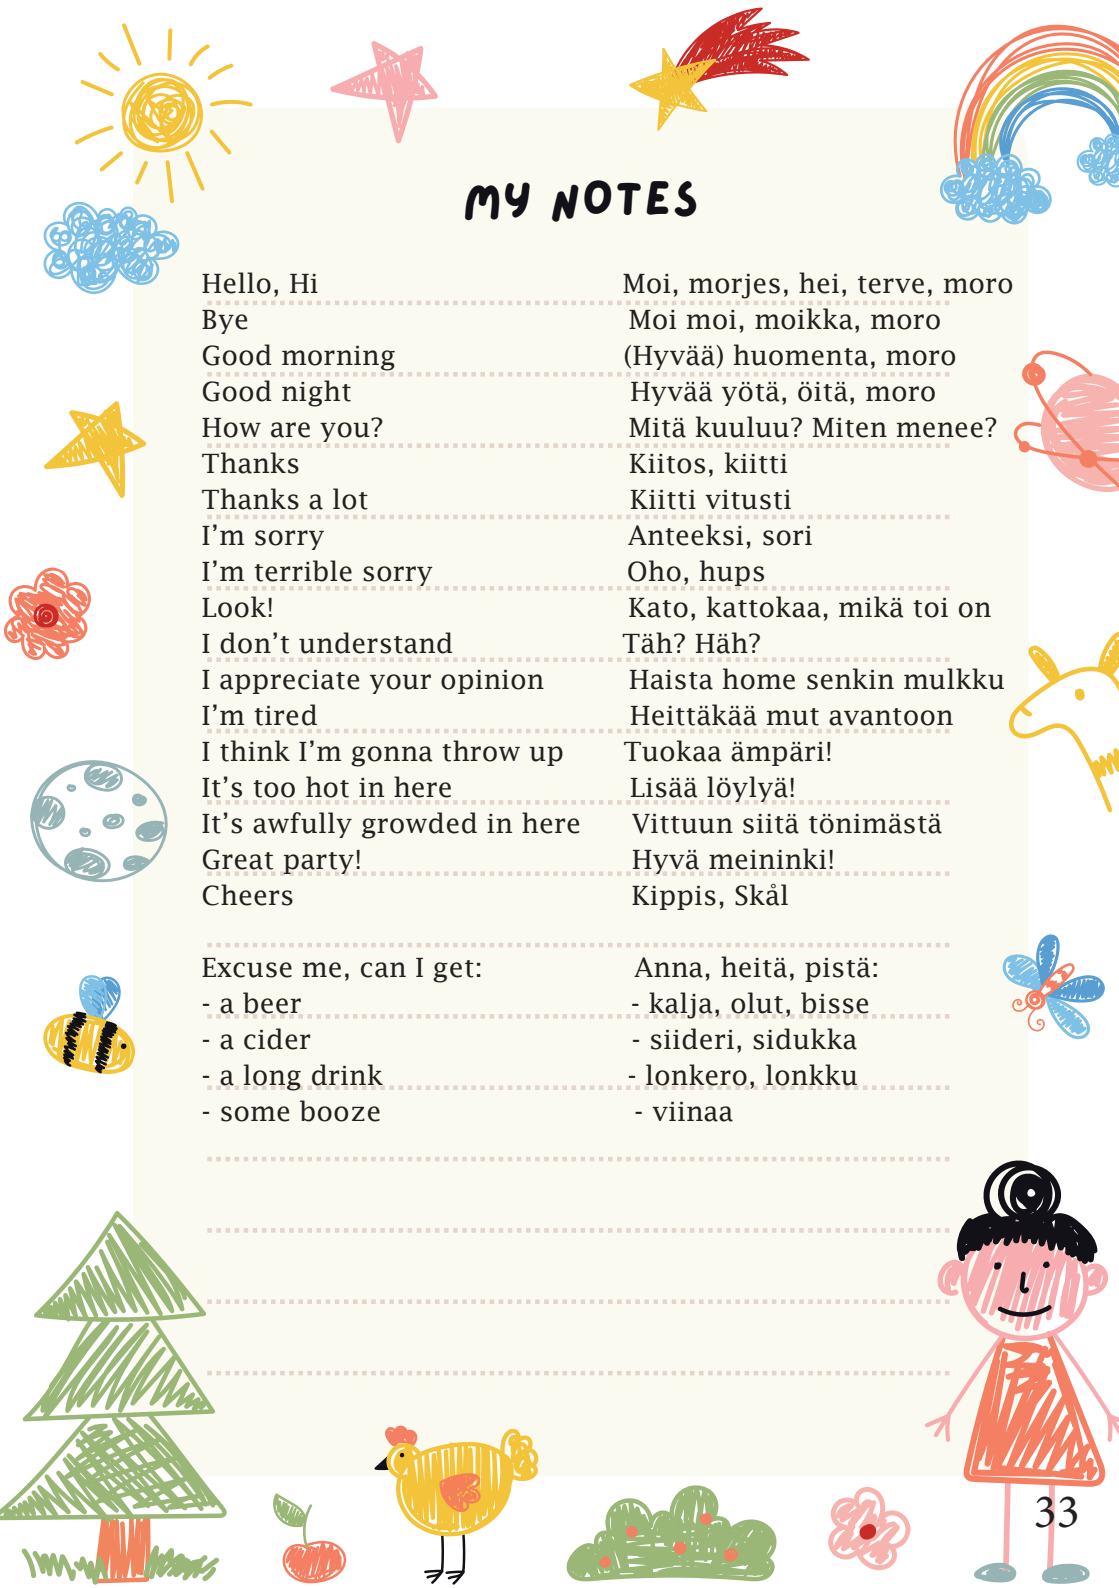 MY NOTES
Hello, Hi Moi, morjes, hei, terve, moro
Bye Moi moi, moikka, moro
Good morning (Hyvää) huomenta, moro
Good night Hyvää yötä, öitä, moro
How are you? Mitä kuuluu? Miten menee?
Thanks Kiitos, kiitti
Thanks a lot Kiitti vitusti
I’m sorry Anteeksi, sori
I’m terrible sorry Oho, hups
Look! Kato, kattokaa, mikä toi on
I don’t understand Täh? Häh?
I appreciate your opinion Haista home senkin mulkku
I’m tired Heittäkää mut avantoon
I think I’m gonna throw up Tuokaa ämpäri!
It’s too hot in here Lisää löylyä!
It’s awfully growded in here Vittuun siitä tönimästä
Great party! Hyvä meininki!
Cheers Kippis, Skål
Excuse me, can I get: Anna, heitä, pistä:
- a beer - kalja, olut, bisse
- a cider - siideri, sidukka
- a long drink - lonkero, lonkku
- some booze - viinaa
33